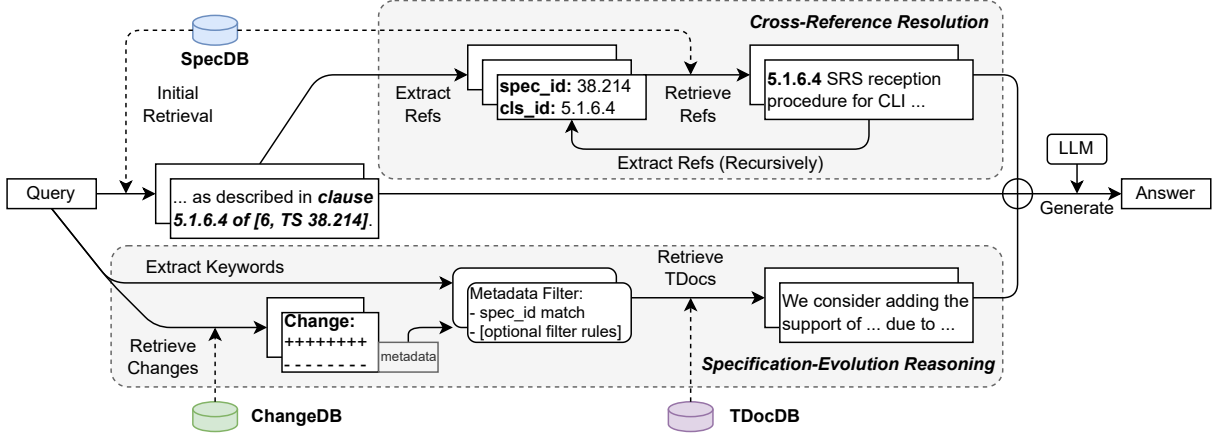 Cross-Reference Resolution
SpecDB
Initial
Retrieval
Extract
Refs
spec_id: 38.214
cls_id: 5.1.6.4
Retrieve
Refs
5.1.6.4 SRS reception
procedure for CLI ...
Extract Refs (Recursively)
LLM
Query
... as described in clause
5.1.6.4 of [6, TS 38.214].
Generate
Answer
Extract Keywords
Retrieve
TDocs
Metadata Filter:
- spec_id match
- [optional filter rules]
We consider adding the
support of ... due to ...
Change:
++++++++
- - - - - - - -
metadata
Retrieve
Changes
Specification-Evolution Reasoning
ChangeDB
TDocDB